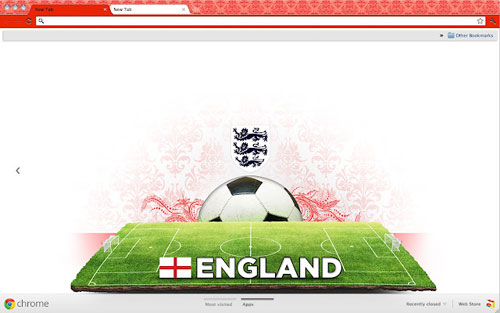 New Tab
New Tab
Other Bookmarks
ENGLAND
chrome
Most visited
Apps
Recently closed
Web Store